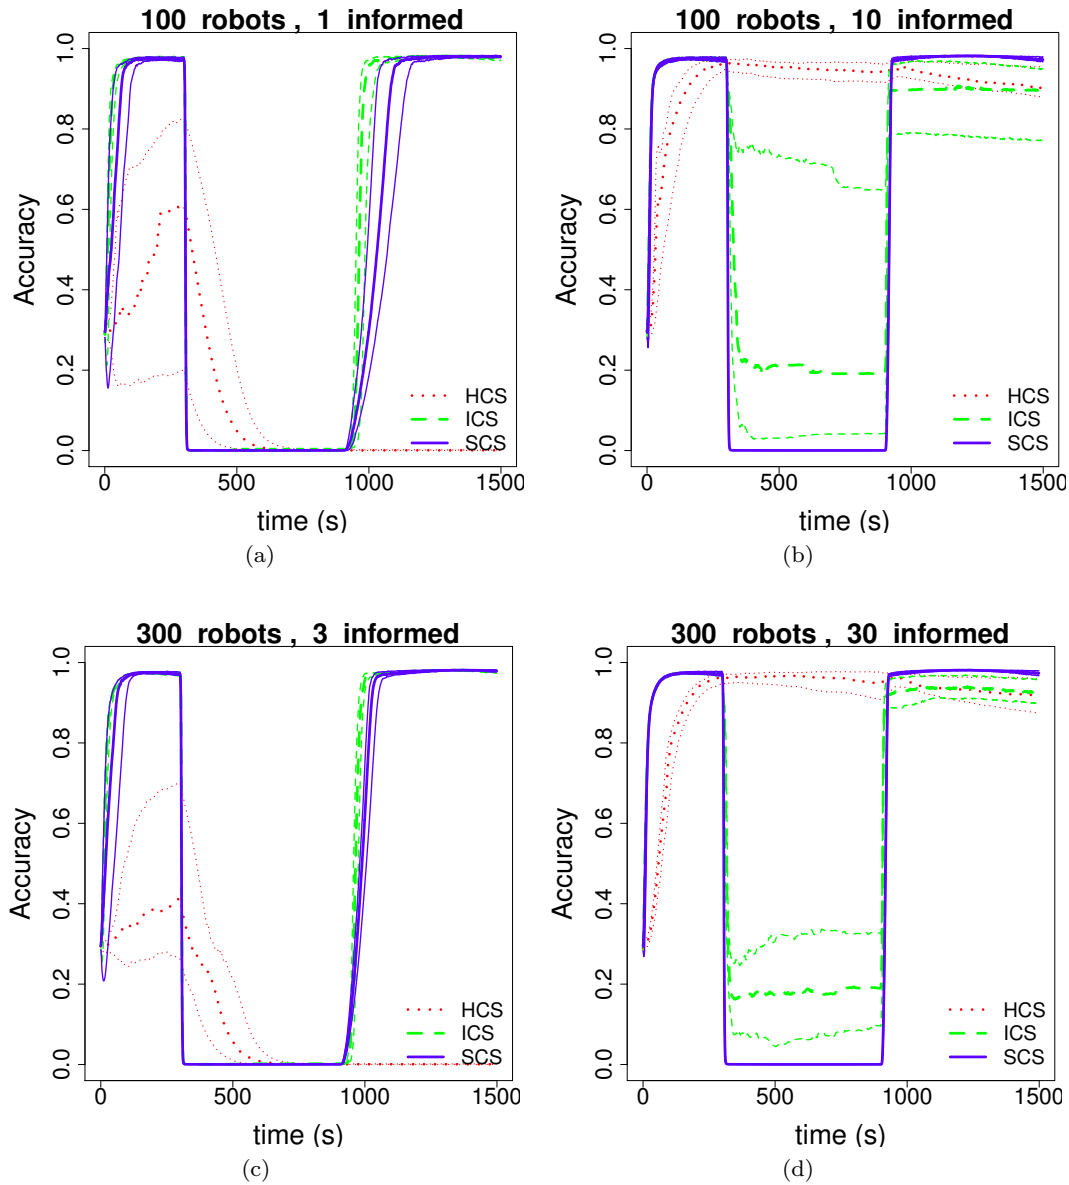 100 robots , 1 informed
Accuracy
0.0 0.2 0.4 0.6 0.8 1.0
HCS
ICS
SCS
0 500 1000 1500
time (s)
(a)
100 robots , 10 informed
Accuracy
0.0 0.2 0.4 0.6 0.8 1.0
HCS
ICS
SCS
0 500 1000 1500
time (s)
(b)
300 robots , 3 informed
Accuracy
0.0 0.2 0.4 0.6 0.8 1.0
HCS
ICS
SCS
0 500 1000 1500
time (s)
(c)
300 robots , 30 informed
Accuracy
0.0 0.2 0.4 0.6 0.8 1.0
HCS
ICS
SCS
0 500 1000 1500
time (s)
(d)